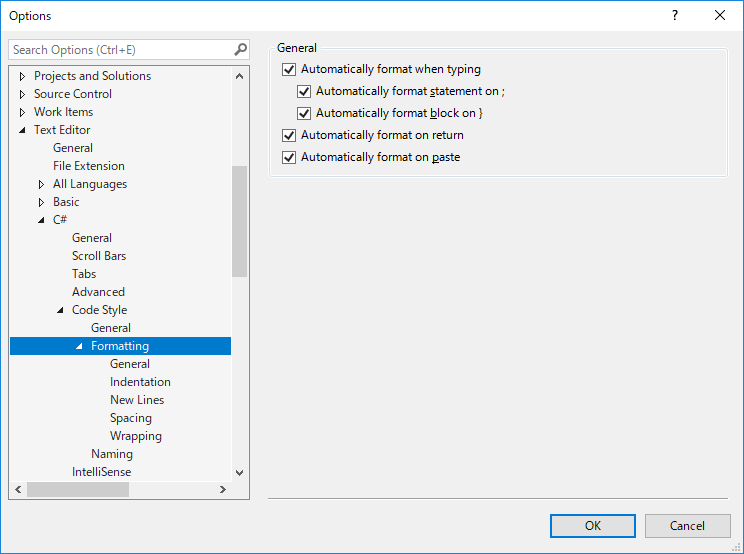 Options
Search Options (Ctrl+E)
Projects and Solutions
Source Control
Work Items
Text Editor
General
File Extension
All Languages
Basic
C#
General
Scroll Bars
Tabs
Advanced
Code Style
General
Formatting
General
Indentation
New Lines
Spacing
Wrapping
Naming
IntelliSense
General
Automatically format when typing
Automatically format statement on ;
Automatically format block on }
Automatically format on return
Automatically format on paste
OK
Cancel